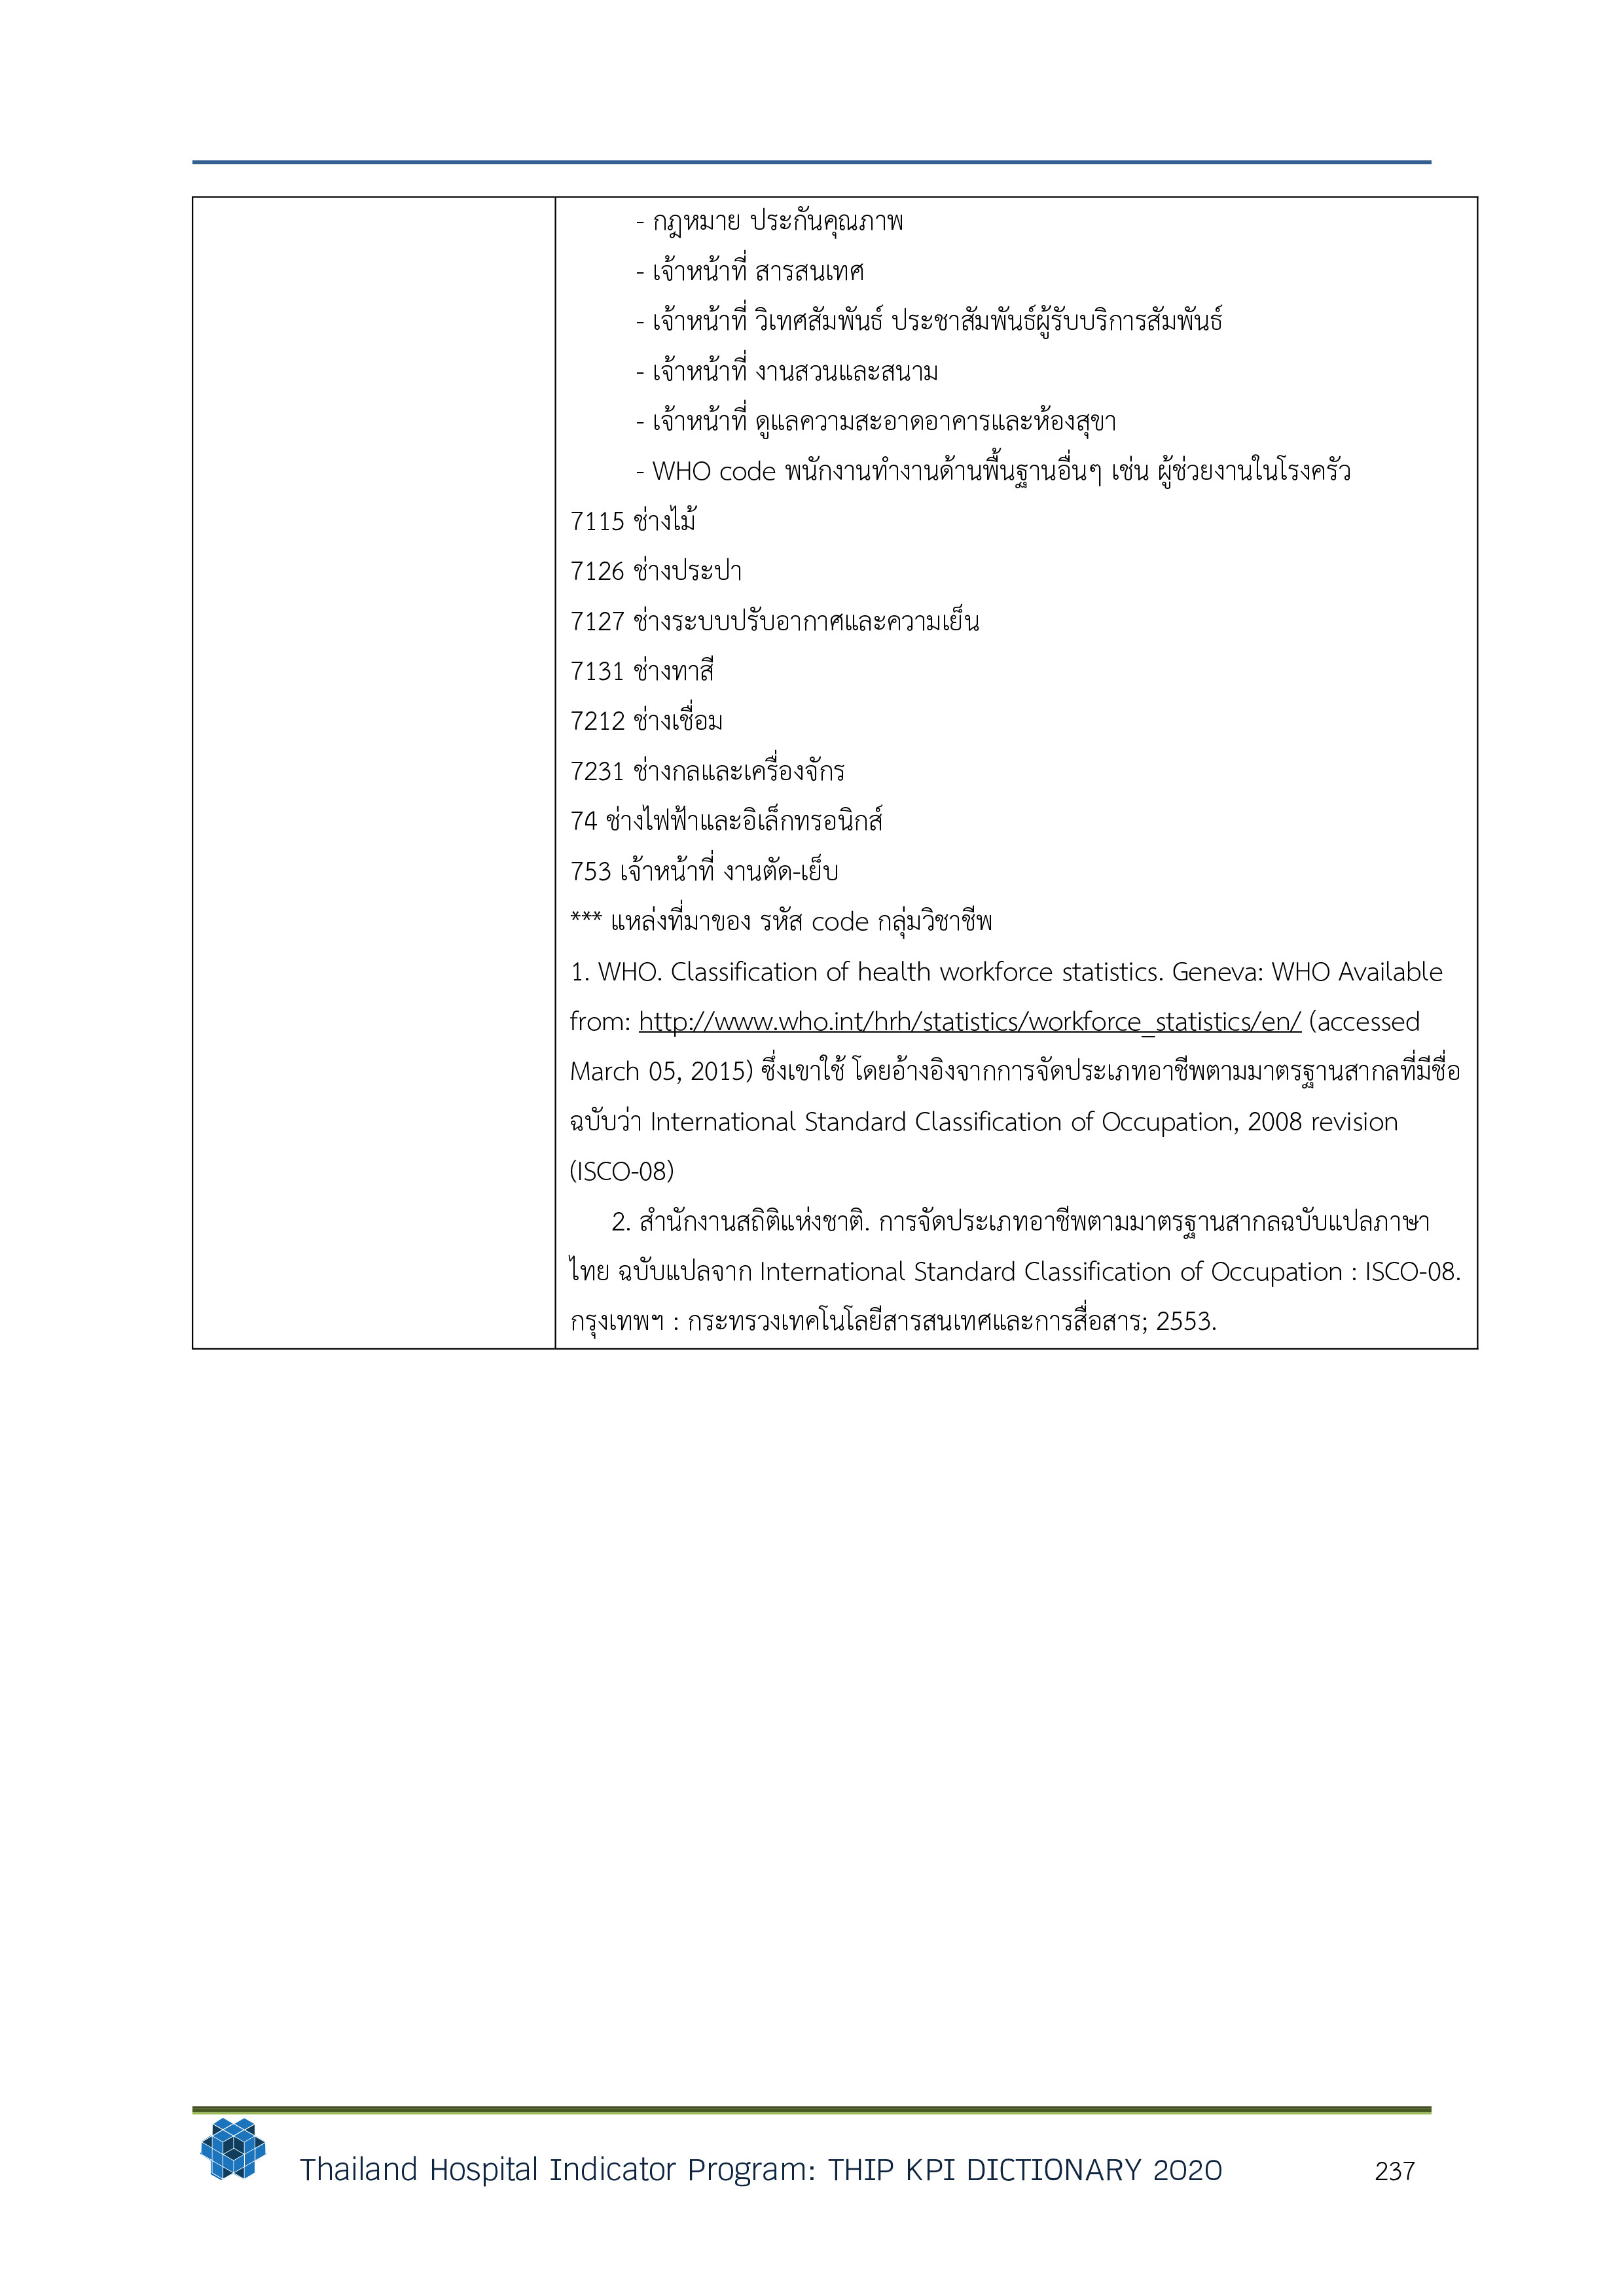 - กฎหมาย ประกันคุณภาพ
- เจ้าหน้าที่ สารสนเทศ
- เจ้าหน้าที่ วิเทศสัมพันธ์ ประชาสัมพันธ์ผู้รับบริการสัมพันธ์
- เจ้าหน้าที่ งานสวนและสนาม
- เจ้าหน้าที่ ดูแลความสะอาดอาคารและห้องสุขา
- WHO code พนักงานทำงานด้านพื้นฐานอื่นๆ เช่น ผู้ช่วยงานในโรงครัว
7115 ช่างไม้
7126 ช่างประปา
7127 ช่างระบบปรับอากาศและความเย็น
7131 ช่างทาสี
7212 ช่างเชื่อม
7231 ช่างกลและเครื่องจักร
74 ช่างไฟฟ้าและอิเล็กทรอนิกส์
753 เจ้าหน้าที่ งานตัด-เย็บ
*** แหล่งที่มาของ รหัส code กลุ่มวิชาชีพ
1. WHO. Classification of health workforce statistics. Geneva: WHO Available
from: http://www.who.int/hrh/statistics/workforce_statistics/en/ (accessed
March 05, 2015) ซึ่งเขาใช้ โดยอ้างอิงจากการจัดประเภทอาชีพตามมาตรฐานสากลที่มีชื่อ
ฉบับว่า International Standard Classification of Occupation, 2008 revision
(ISCO-08)
2. สำนักงานสถิติแห่งชาติ. การจัดประเภทอาชีพตามมาตรฐานสากลฉบับแปลภาษา
ไทย ฉบับแปลจาก International Standard Classification of Occupation : ISCO-08.
กรุงเทพฯ : กระทรวงเทคโนโลยีสารสนเทศและการสื่อสาร; 2553.
Thailand Hospital Indicator Program: THIP KPI DICTIONARY 2020 237